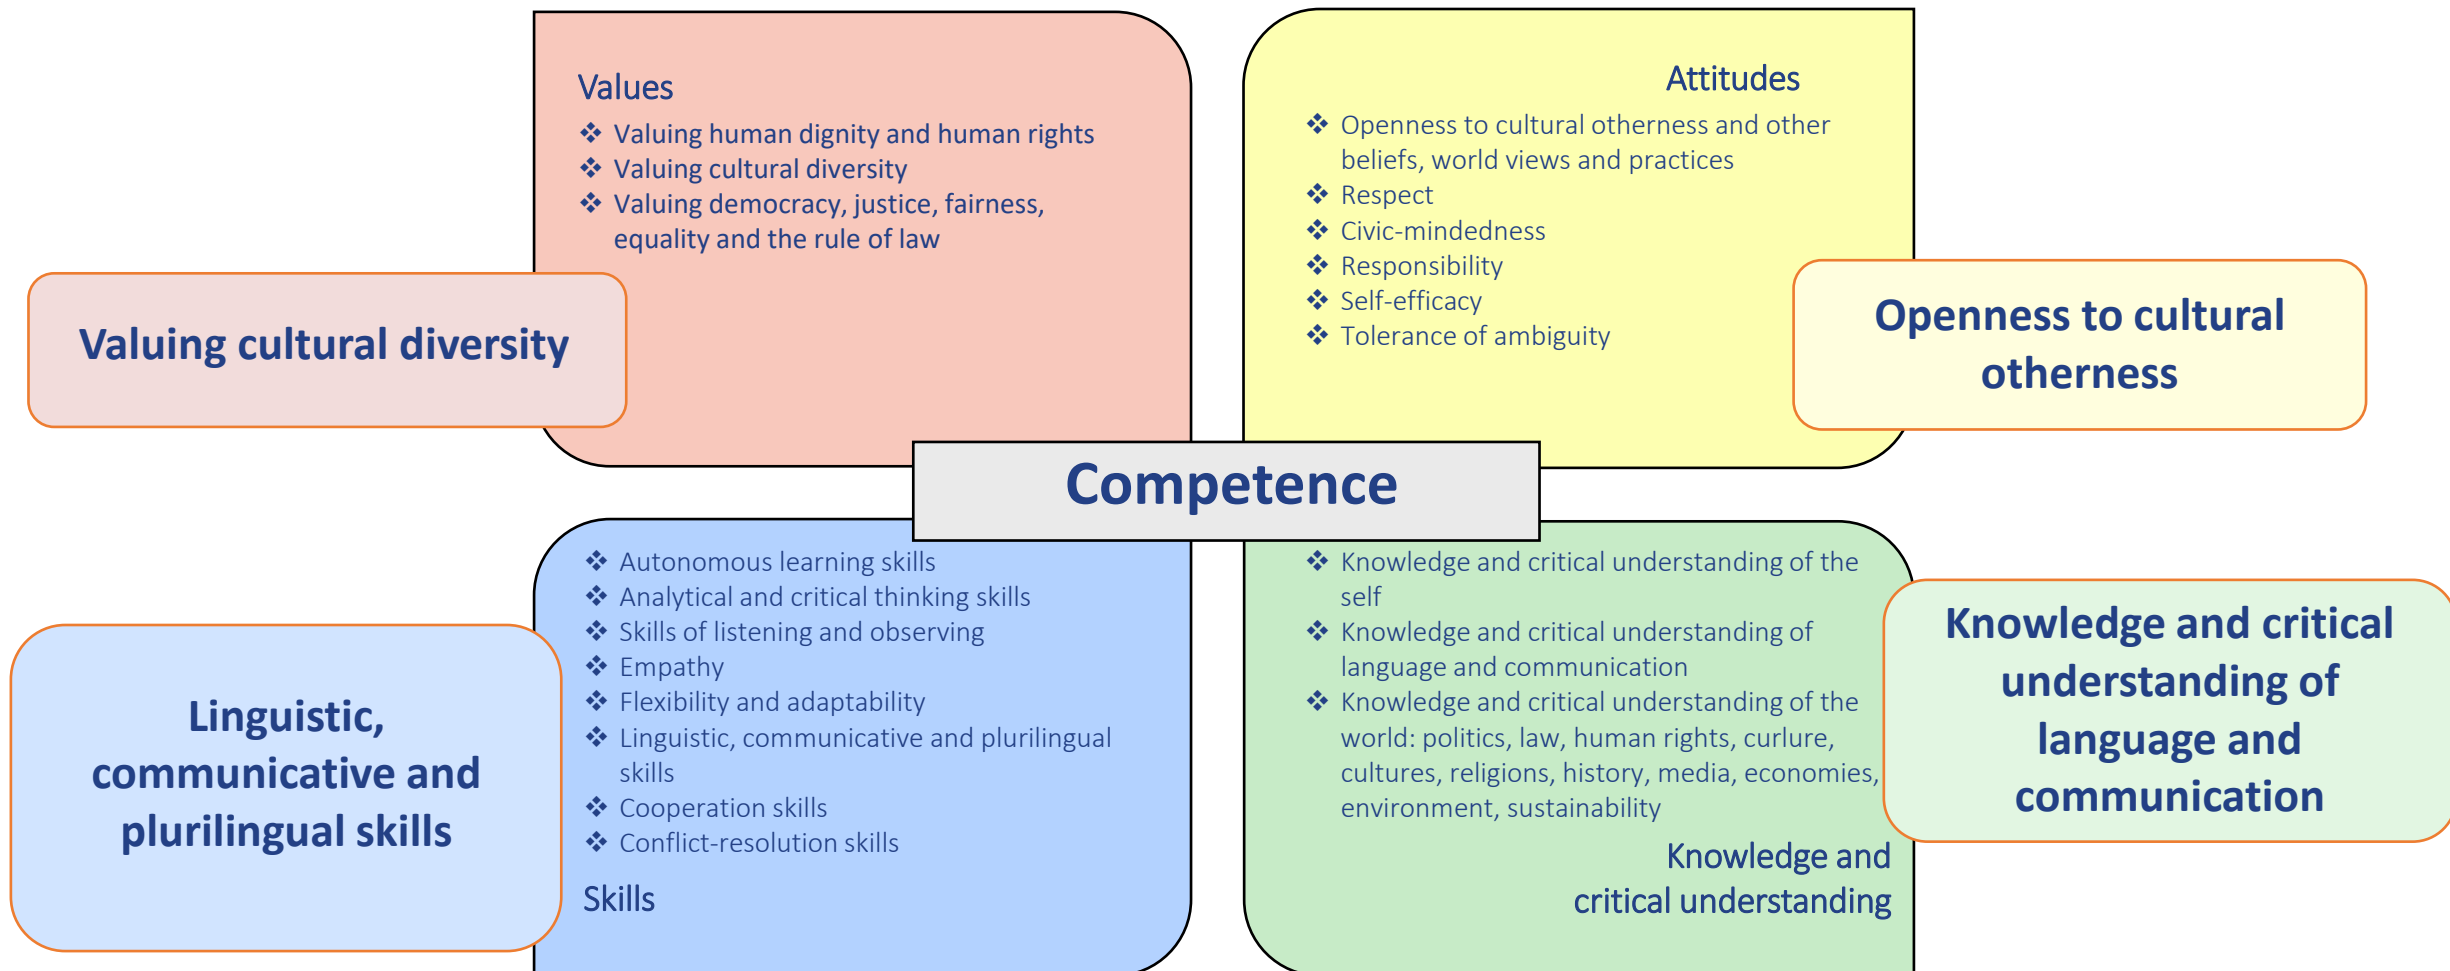 Values
❖ Valuing human dignity and human rights
❖ Valuing cultural diversity
❖ Valuing democracy, justice, fairness,
equality and the rule of law
Valuing cultural diversity
Attitudes
❖ Openness to cultural otherness and other
beliefs, world views and practices
❖ Respect
❖ Civic-mindedness
❖ Responsibility
❖ Self-efficacy
❖ Tolerance of ambiguity
Openness to cultural
otherness
Competence
❖ Autonomous learning skills
❖ Analytical and critical thinking skills
❖ Skills of listening and observing
❖ Empathy
❖ Flexibility and adaptability
❖ Linguistic, communicative and plurilingual
skills
❖ Cooperation skills
❖ Conflict-resolution skills
Skills
Linguistic,
communicative and
plurilingual skills
❖ Knowledge and critical understanding of the
self
❖ Knowledge and critical understanding of
language and communication
❖ Knowledge and critical understanding of the
world: politics, law, human rights, curlure,
cultures, religions, history, media, economies,
environment, sustainability
Knowledge and
critical understanding
Knowledge and critical
understanding of
language and
communication